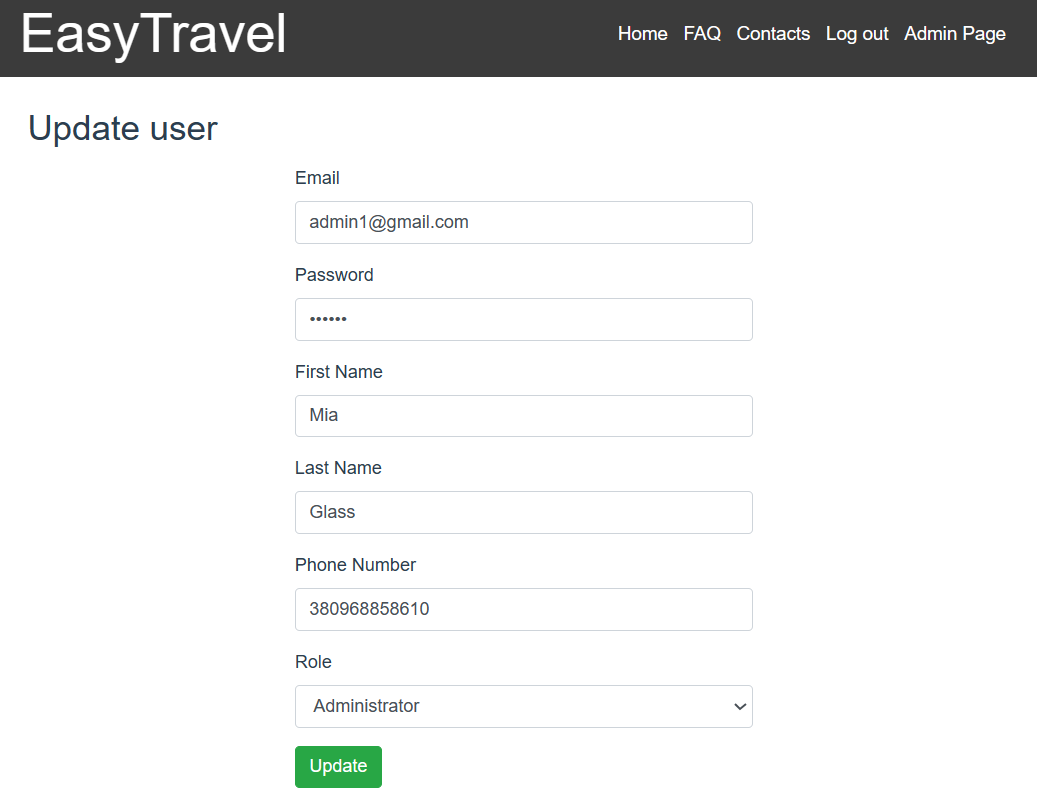 EasyTravel
Home FAQ Contacts Log out Admin Page
Update user
Email
admin1@gmail.com
Password
••••••
First Name
Mia
Last Name
Glass
Phone Number
380968858610
Role
Administrator
Update